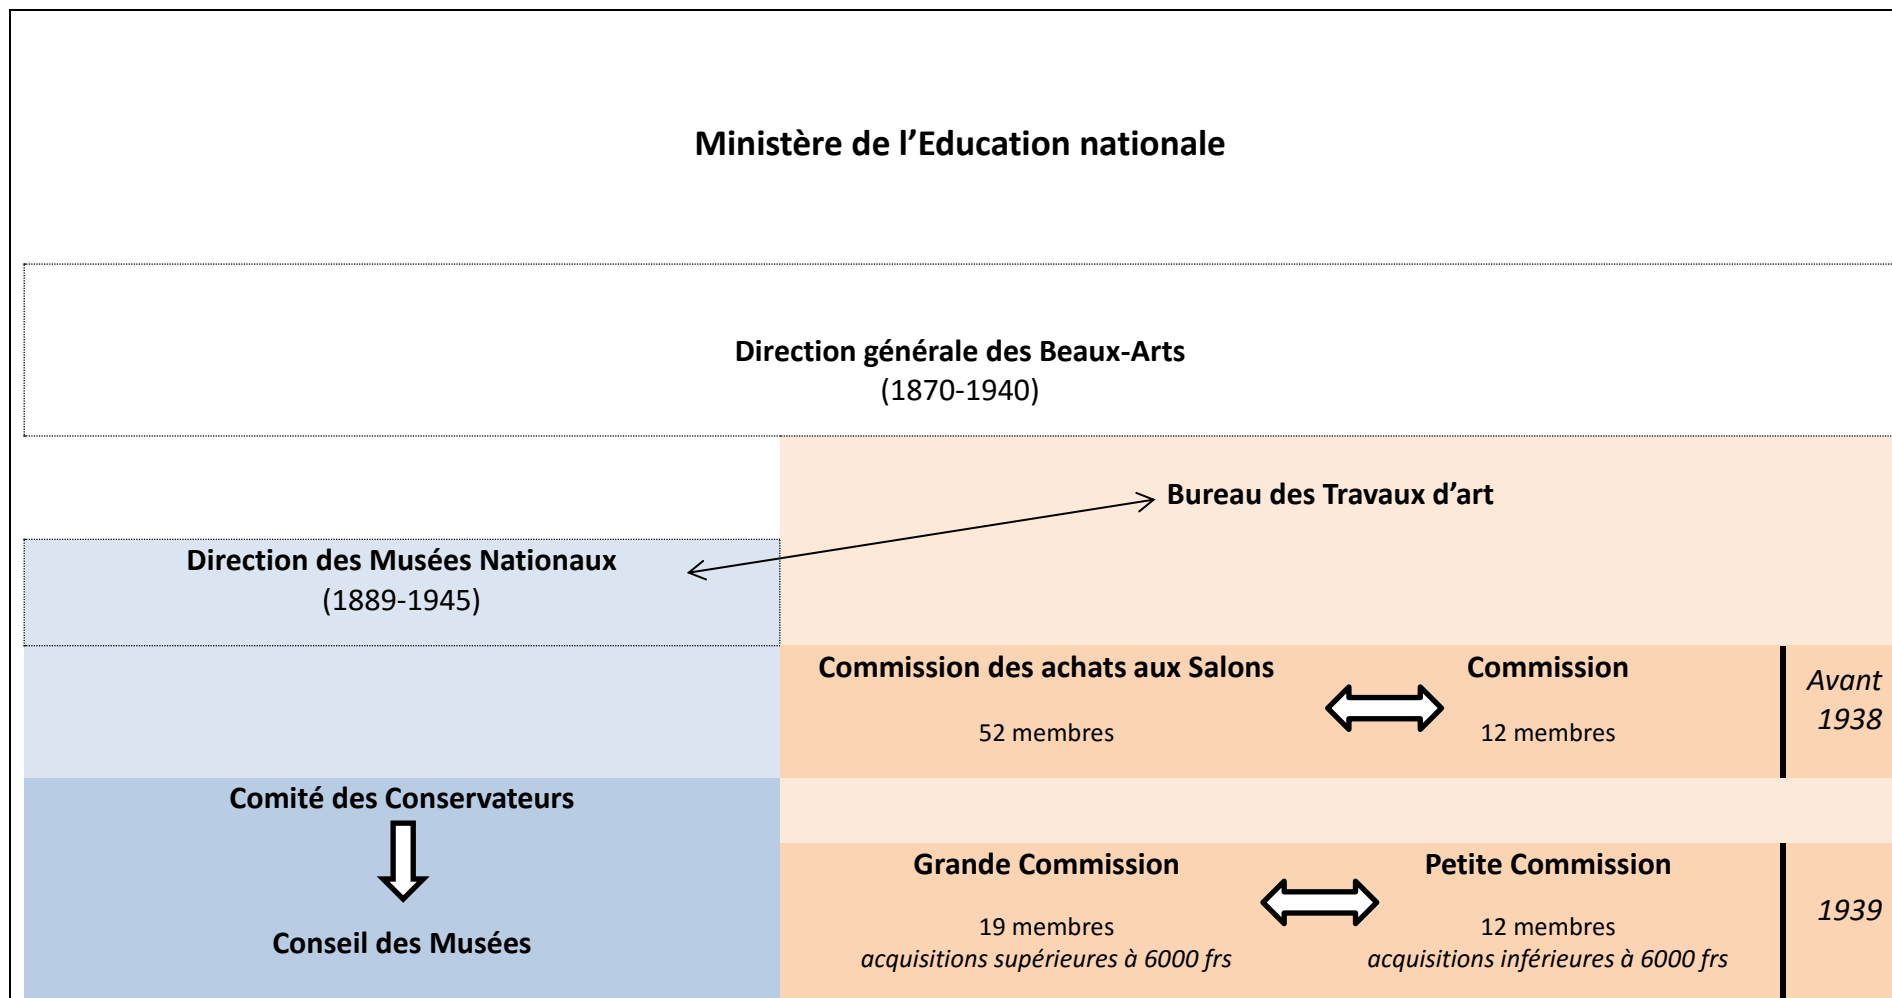 Ministère de l’Education nationale
Direction générale des Beaux-Arts
(1870-1940)
Bureau des Travaux d’art
Direction des Musées Nationaux
(1889-1945)
Commission des achats aux Salons
52 membres
Commission
12 membres
Avant
1938
Comité des Conservateurs
Conseil des Musées
Grande Commission
19 membres
acquisitions supérieures à 6000 frs
Petite Commission
12 membres
acquisitions inférieures à 6000 frs
1939